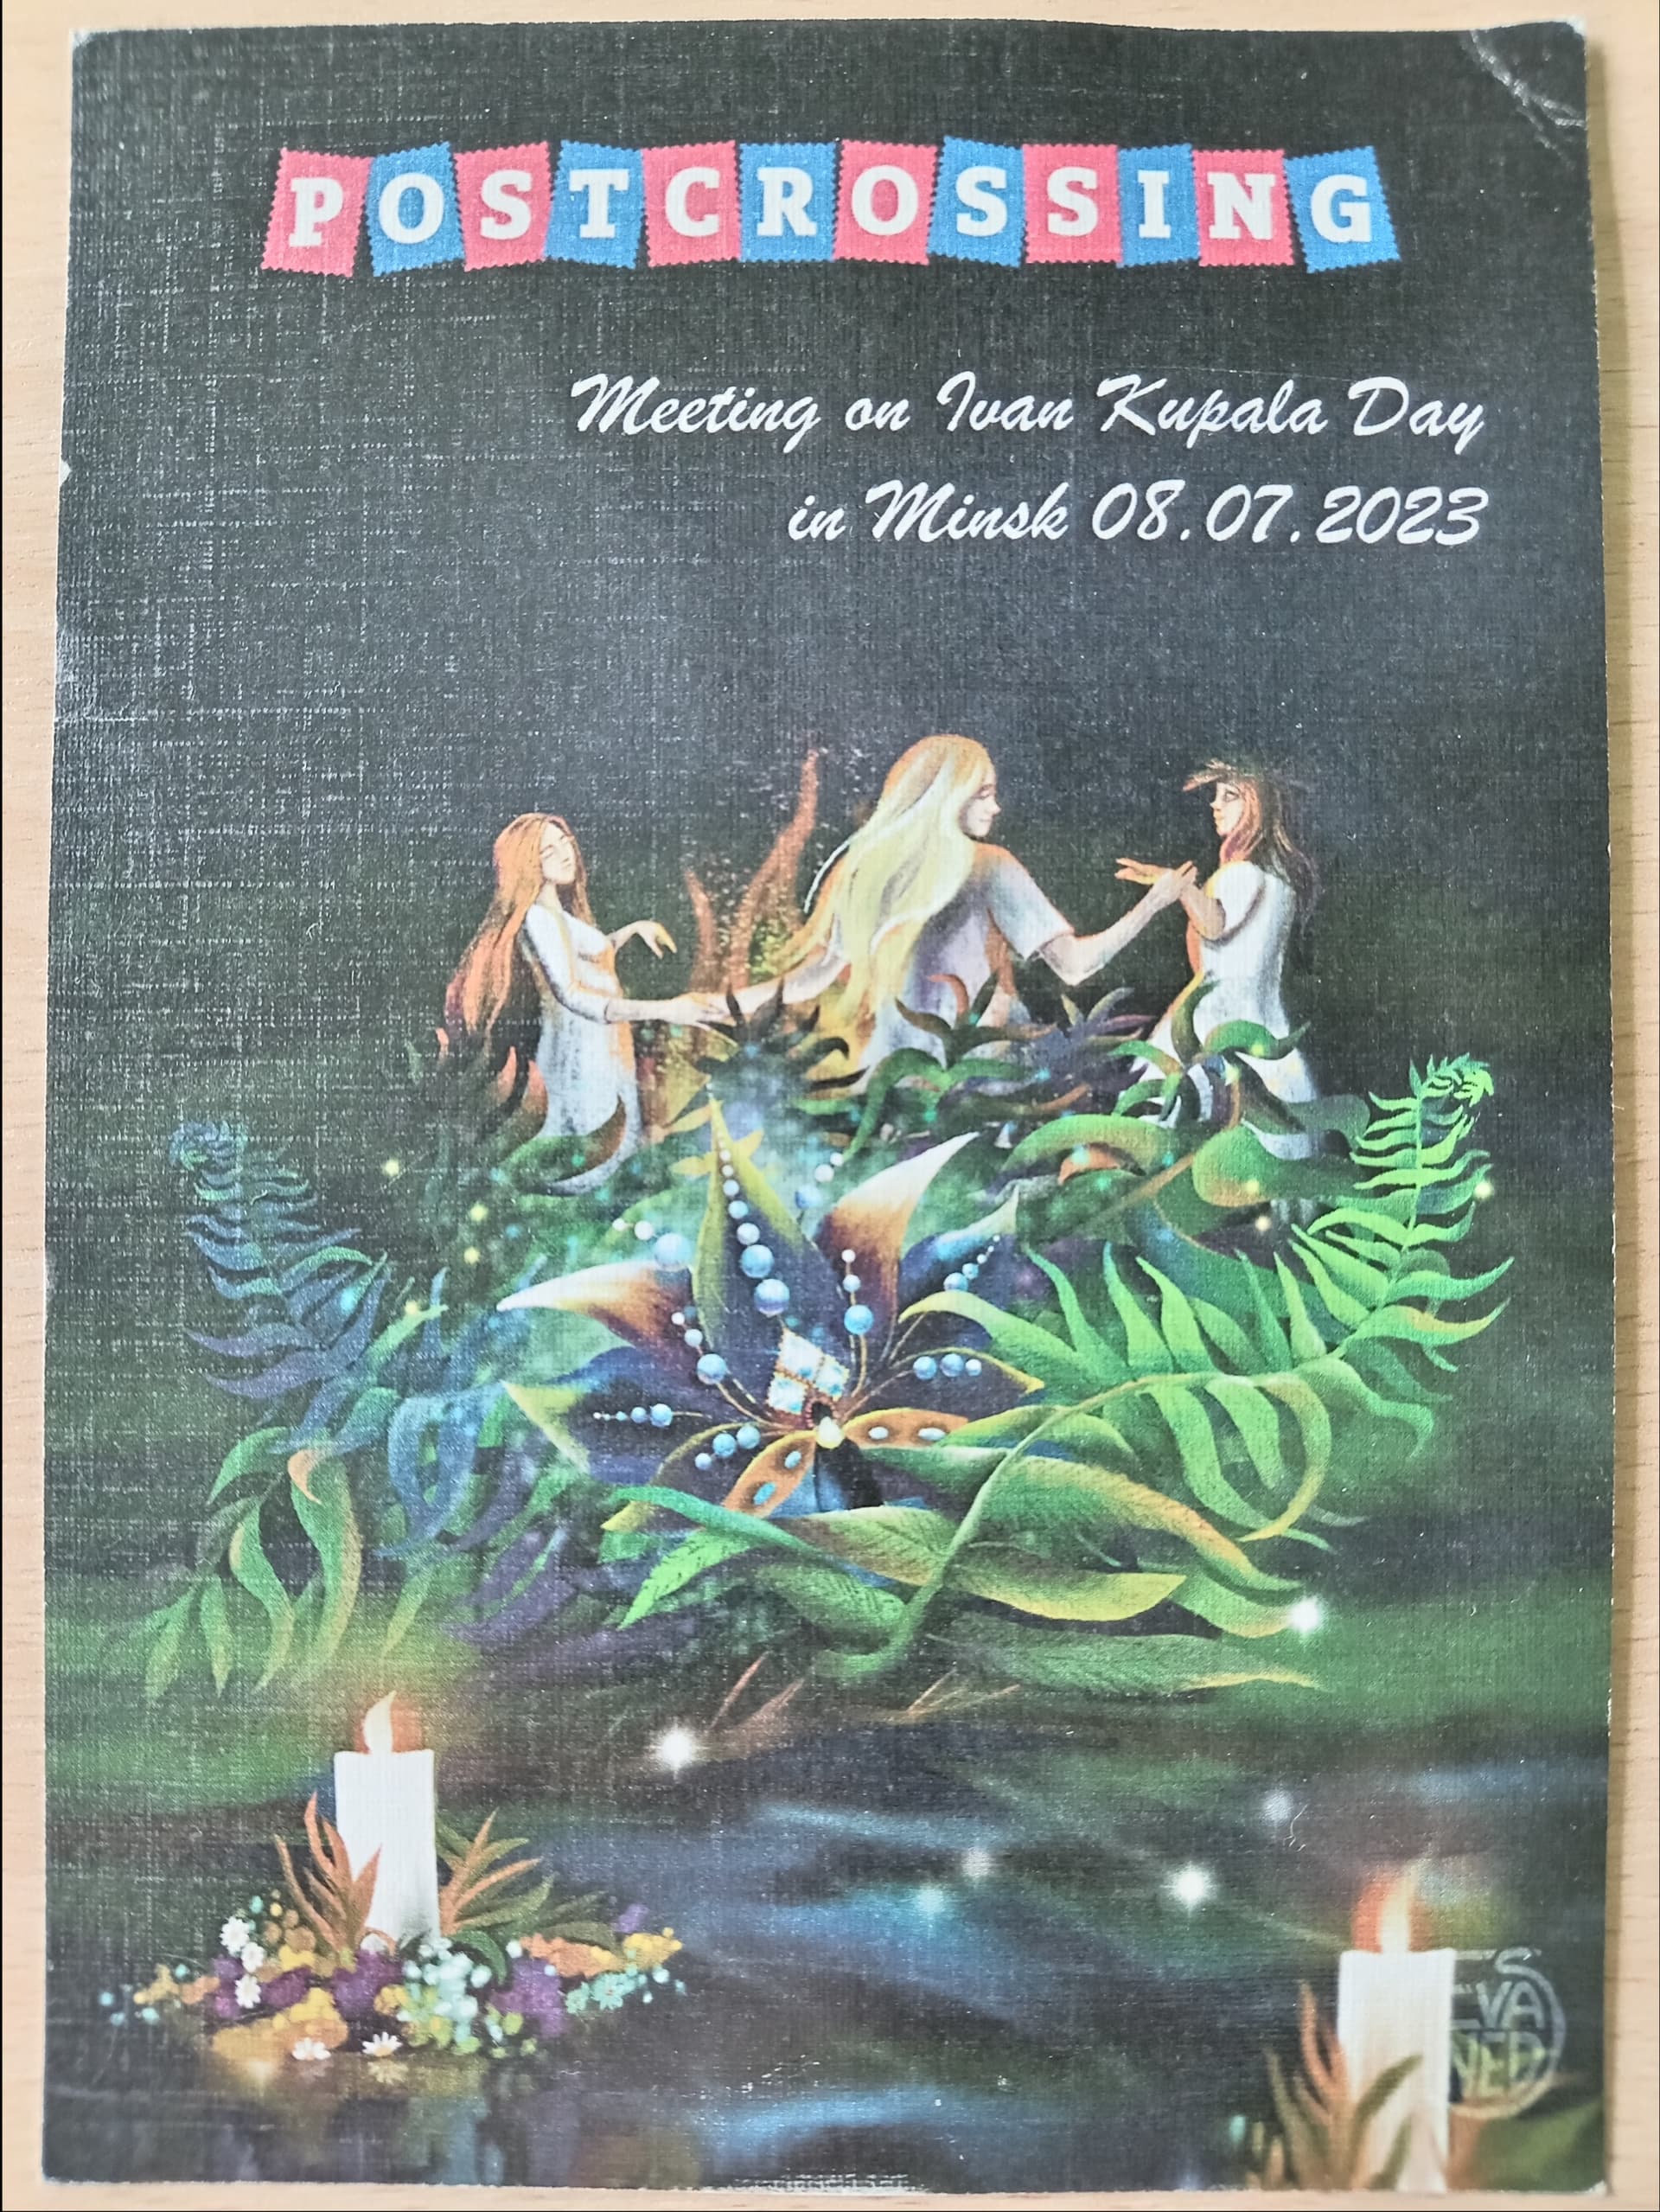 POSTCROSSING
Meeting on Ivan Kupala Day
in Minsk 08.07.2023